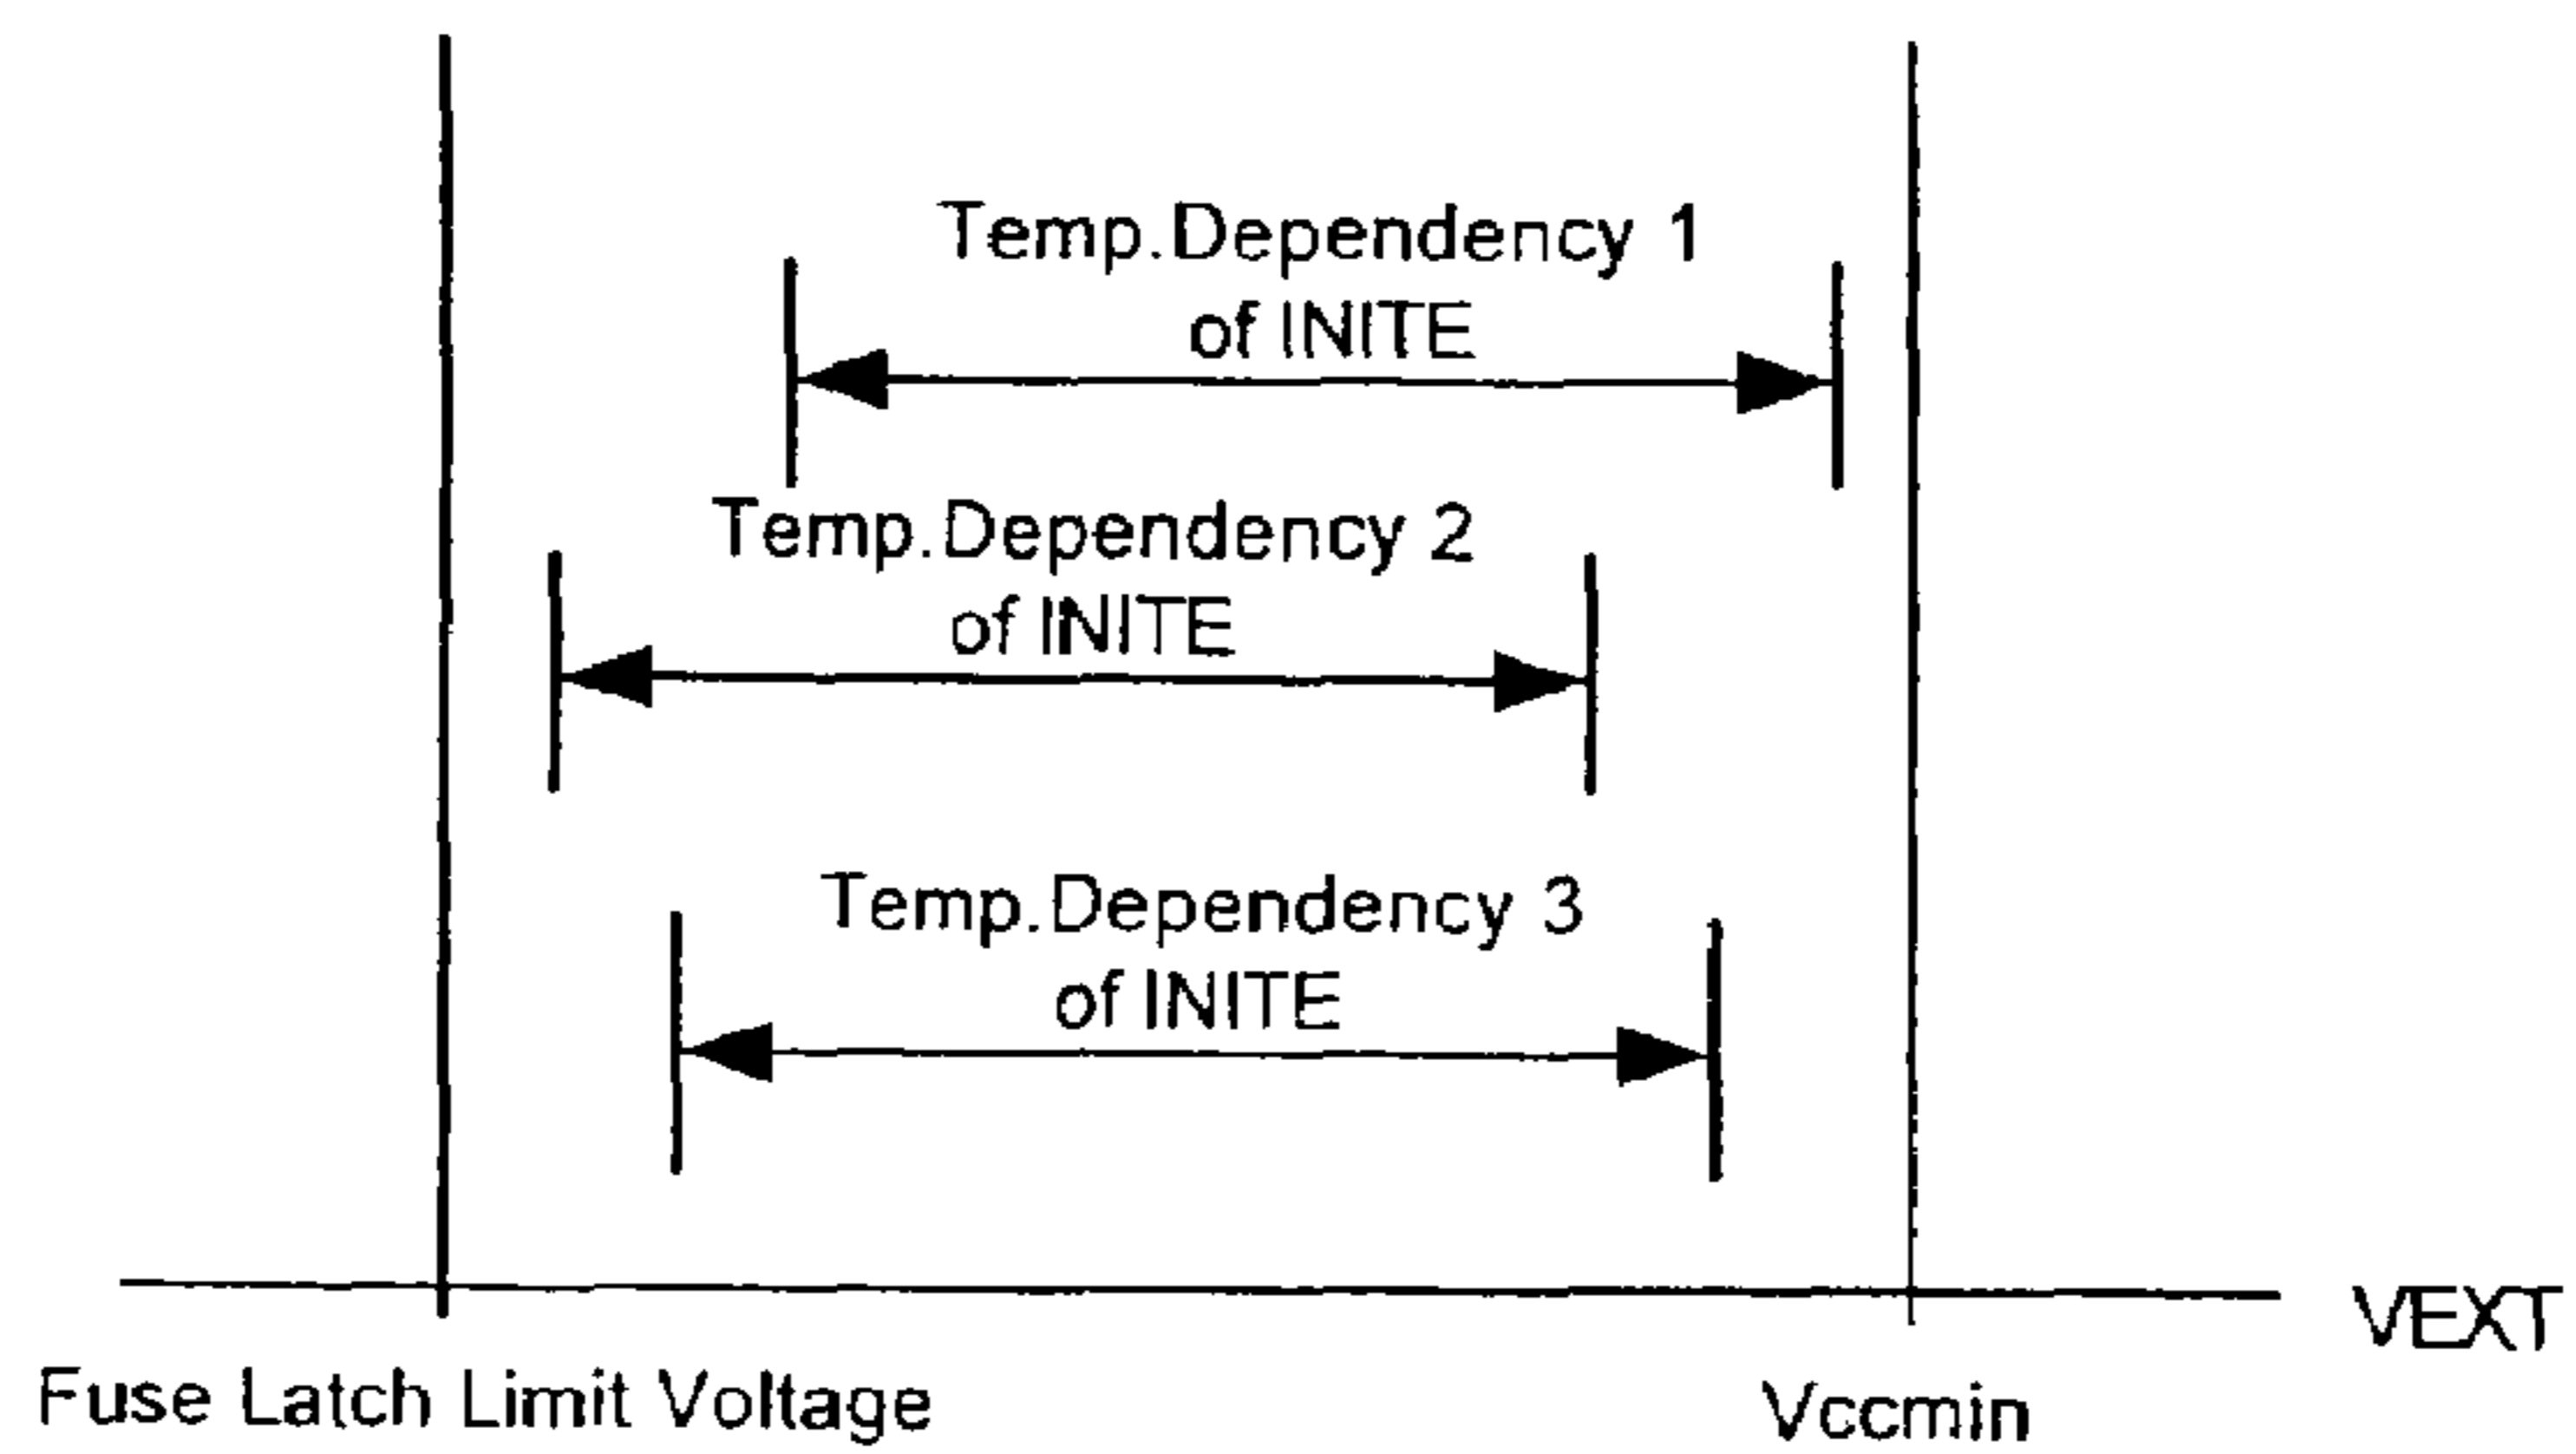 Temp.Dependency 1
of INITE
Temp.Dependency 2
of INITE
Temp.Dependency 3
of INITE
VEXT
Fuse Latch Limit Voltage
Vccmin